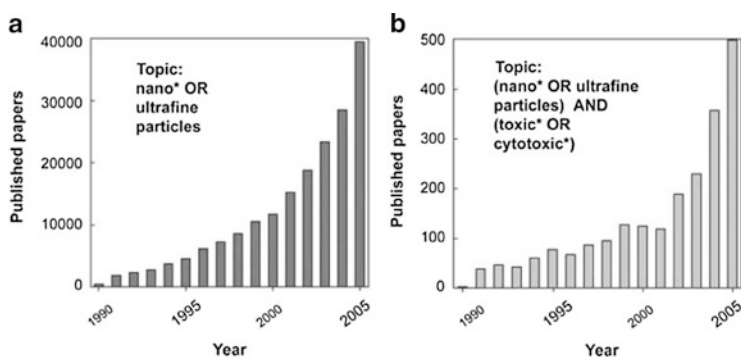 a
40000
30000
20000
10000
0
Published papers
Topic:
nano* OR
ultrafine
particles
1990
1995
2000
2005
Year
b
500
400
300
200
100
0
Published papers
Topic:
(nano* OR ultrafine
particles) AND
(toxic* OR
cytotoxic*)
1990
1995
2000
2005
Year